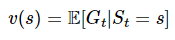 v(s) = 𝔼[G_t|S_t = s]